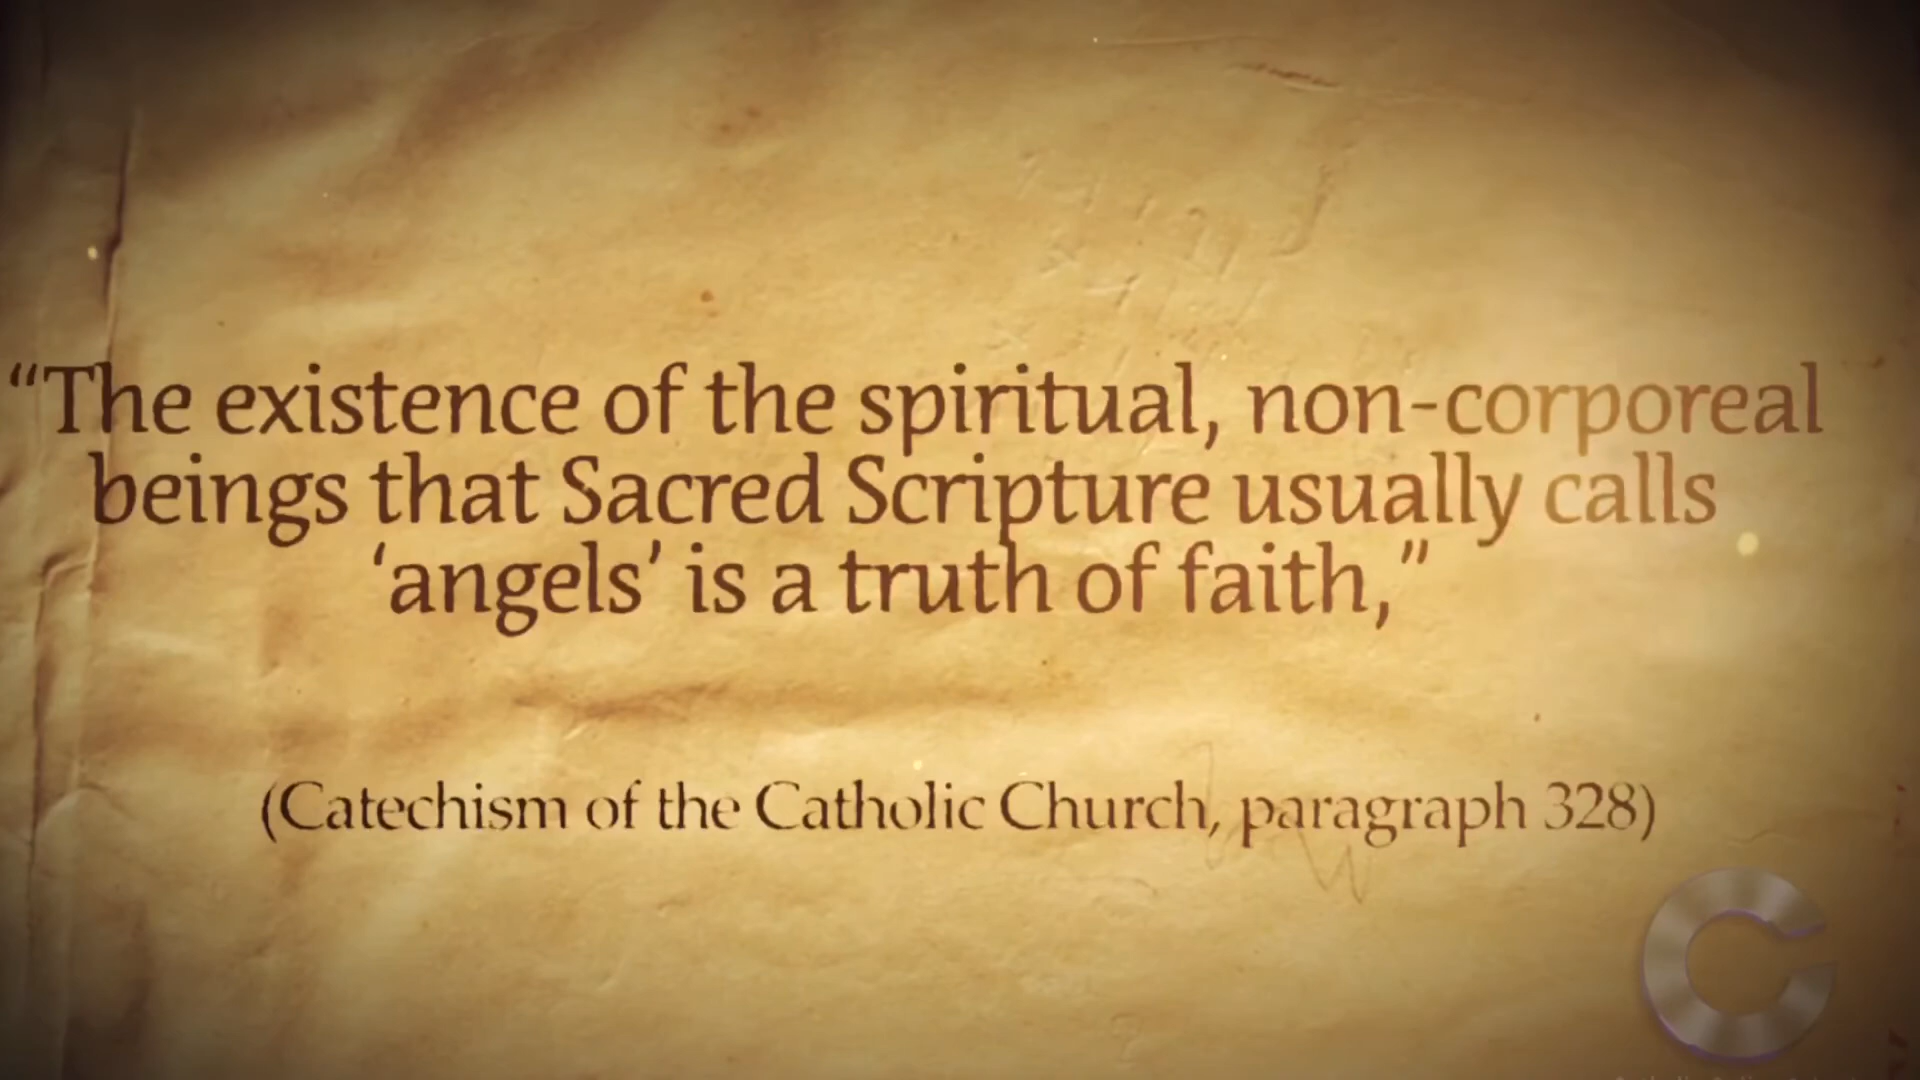 “The existence of the spiritual, non-corporeal
beings that Sacred Scripture usually calls
‘angels’ is a truth of faith,”
(Catechism of the Catholic Church, paragraph 328)
C